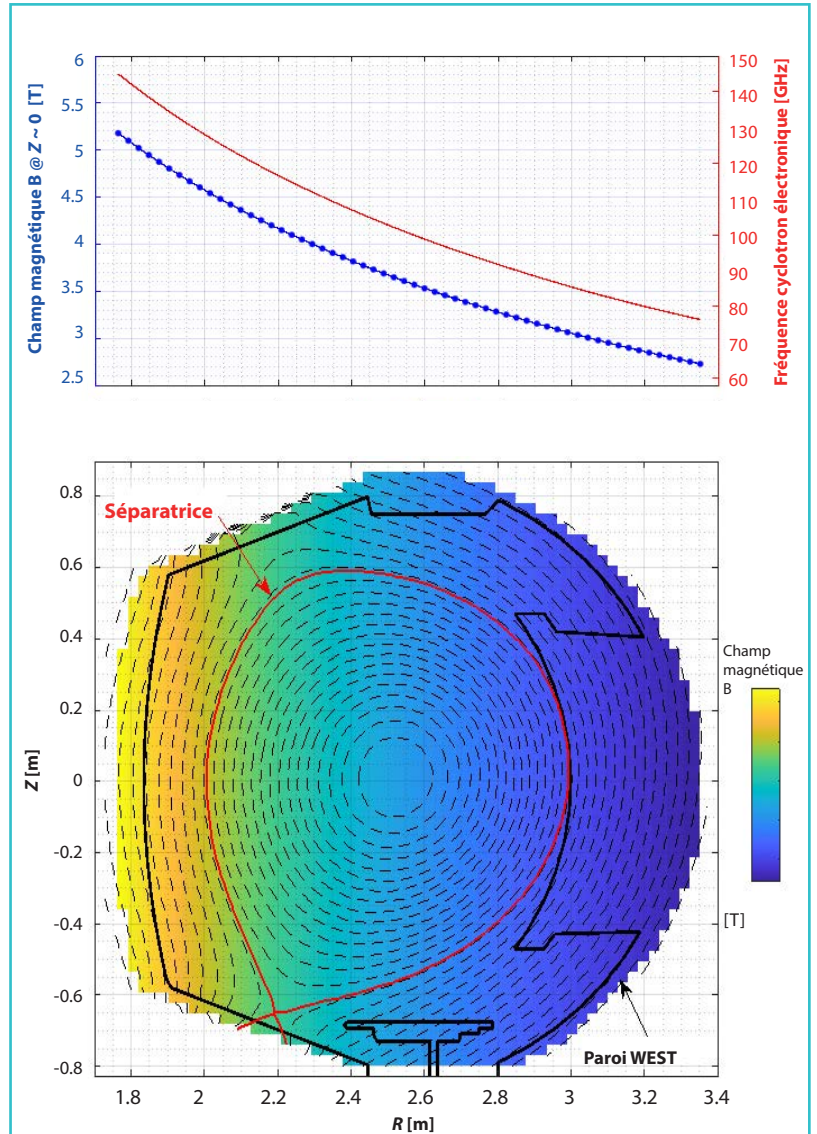 Champ magnétique B @ Z ~ 0 [T]
6
5.5
5
4.5
4
3.5
3
2.5
150
140
130
120
110
100
90
80
70
60
Fréquence cyclotron électronique [GHz]
Séparatrice
Z [m]
0.8
0.6
0.4
0.2
0
-0.2
-0.4
-0.6
-0.8
Champ
magnétique
B
[T]
Paroi WEST
1.8 2 2.2 2.4 2.6 2.8 3 3.2 3.4
R [m]